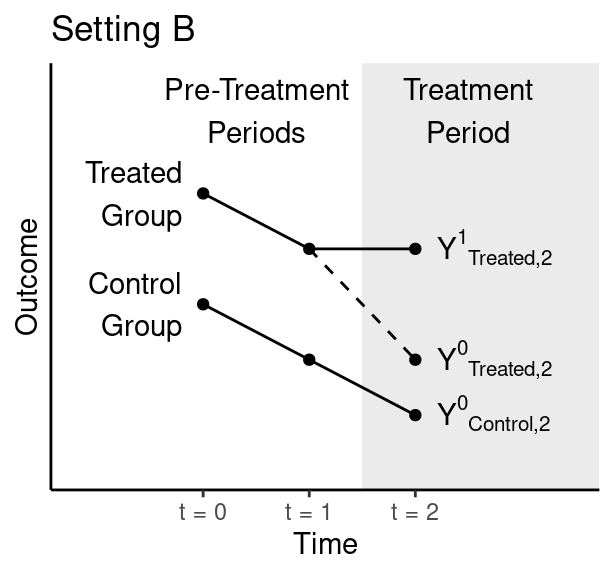 Setting B
Pre-Treatment
Periods
Treatment
Period
Treated
Group
Control
Group
Y¹Treated,2
Y⁰Treated,2
Y⁰Control,2
Outcome
t = 0
t = 1
t = 2
Time